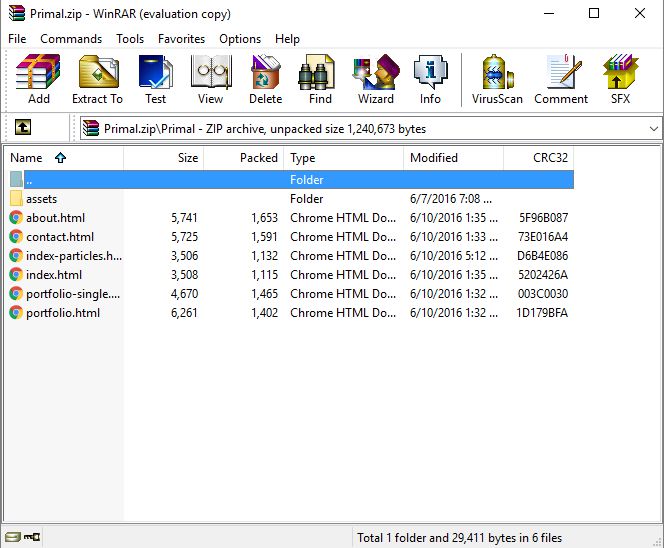 Primal.zip - WinRAR (evaluation copy)
File Commands Tools Favorites Options Help
Add Extract To Test View Delete Find Wizard Info VirusScan Comment SFX
Primal.zip\Primal - ZIP archive, unpacked size 1,240,673 bytes
Name Size Packed Type Modified CRC32
.. Folder
assets Folder 6/7/2016 7:08 ...
about.html 5,741 1,653 Chrome HTML Do... 6/10/2016 1:35 ... 5F96B087
contact.html 5,725 1,591 Chrome HTML Do... 6/10/2016 1:33 ... 73E016A4
index-particles.h... 3,506 1,132 Chrome HTML Do... 6/10/2016 5:12 ... D6B4E086
index.html 3,508 1,115 Chrome HTML Do... 6/10/2016 1:35 ... 5202426A
portfolio-single.... 4,670 1,465 Chrome HTML Do... 6/10/2016 1:32 ... 003C0030
portfolio.html 6,261 1,402 Chrome HTML Do... 6/10/2016 1:32 ... 1D179BFA
Total 1 folder and 29,411 bytes in 6 files